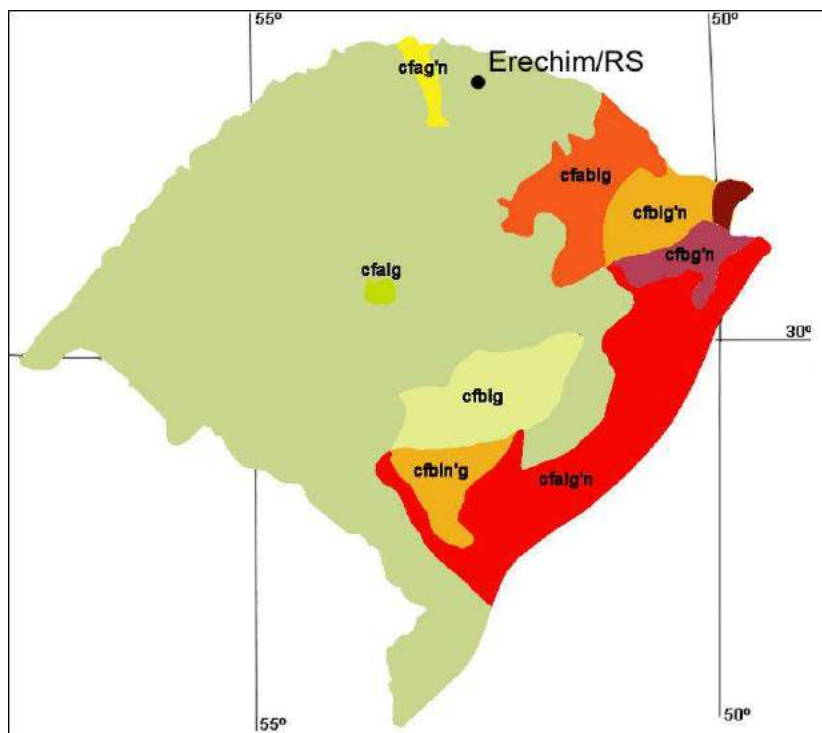 55º
50º
Erechim/RS
cfag'n
cfablg
cfblg'n
cfbg'n
cfalg
30º
cfblg
cfbln'g
cfalg'n
55º
50º